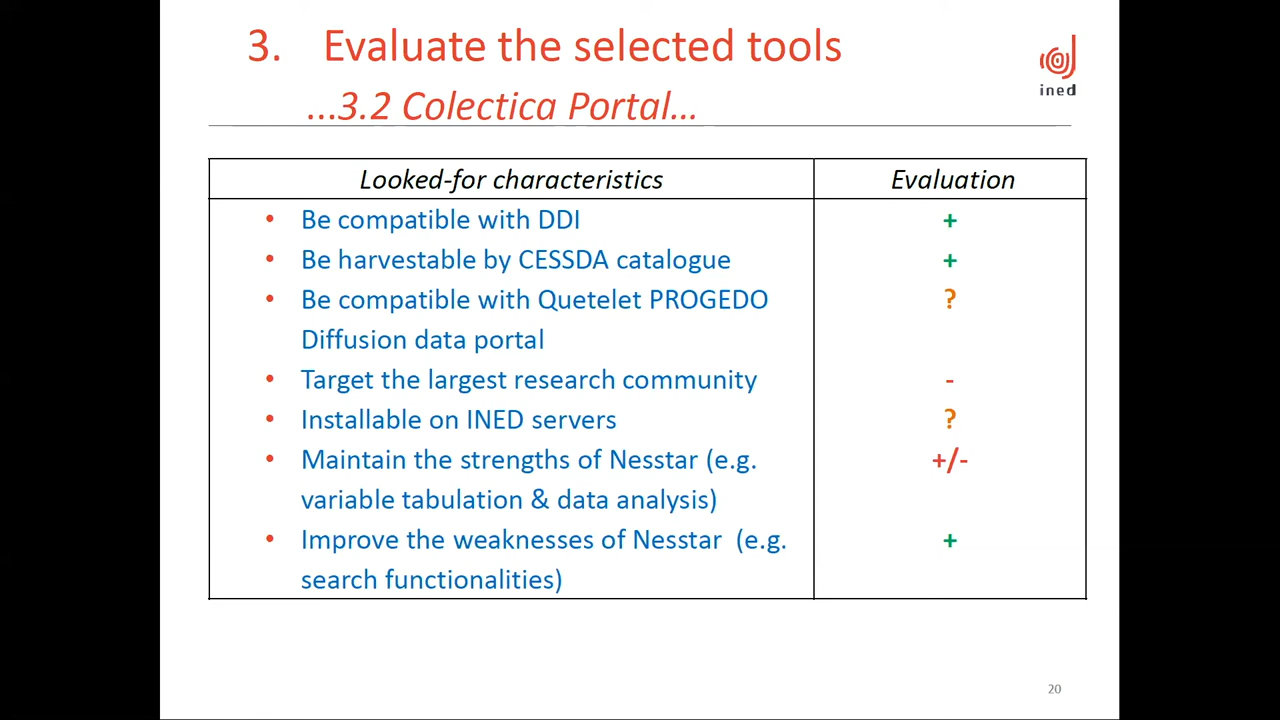 3. Evaluate the selected tools
...3.2 Colectica Portal...
ined
Looked-for characteristics Evaluation
• Be compatible with DDI +
• Be harvestable by CESSDA catalogue +
• Be compatible with Quetelet PROGEDO ?
Diffusion data portal
• Target the largest research community -
• Installable on INED servers ?
• Maintain the strengths of Nesstar (e.g. +/-
variable tabulation & data analysis)
• Improve the weaknesses of Nesstar (e.g. +
search functionalities)
20